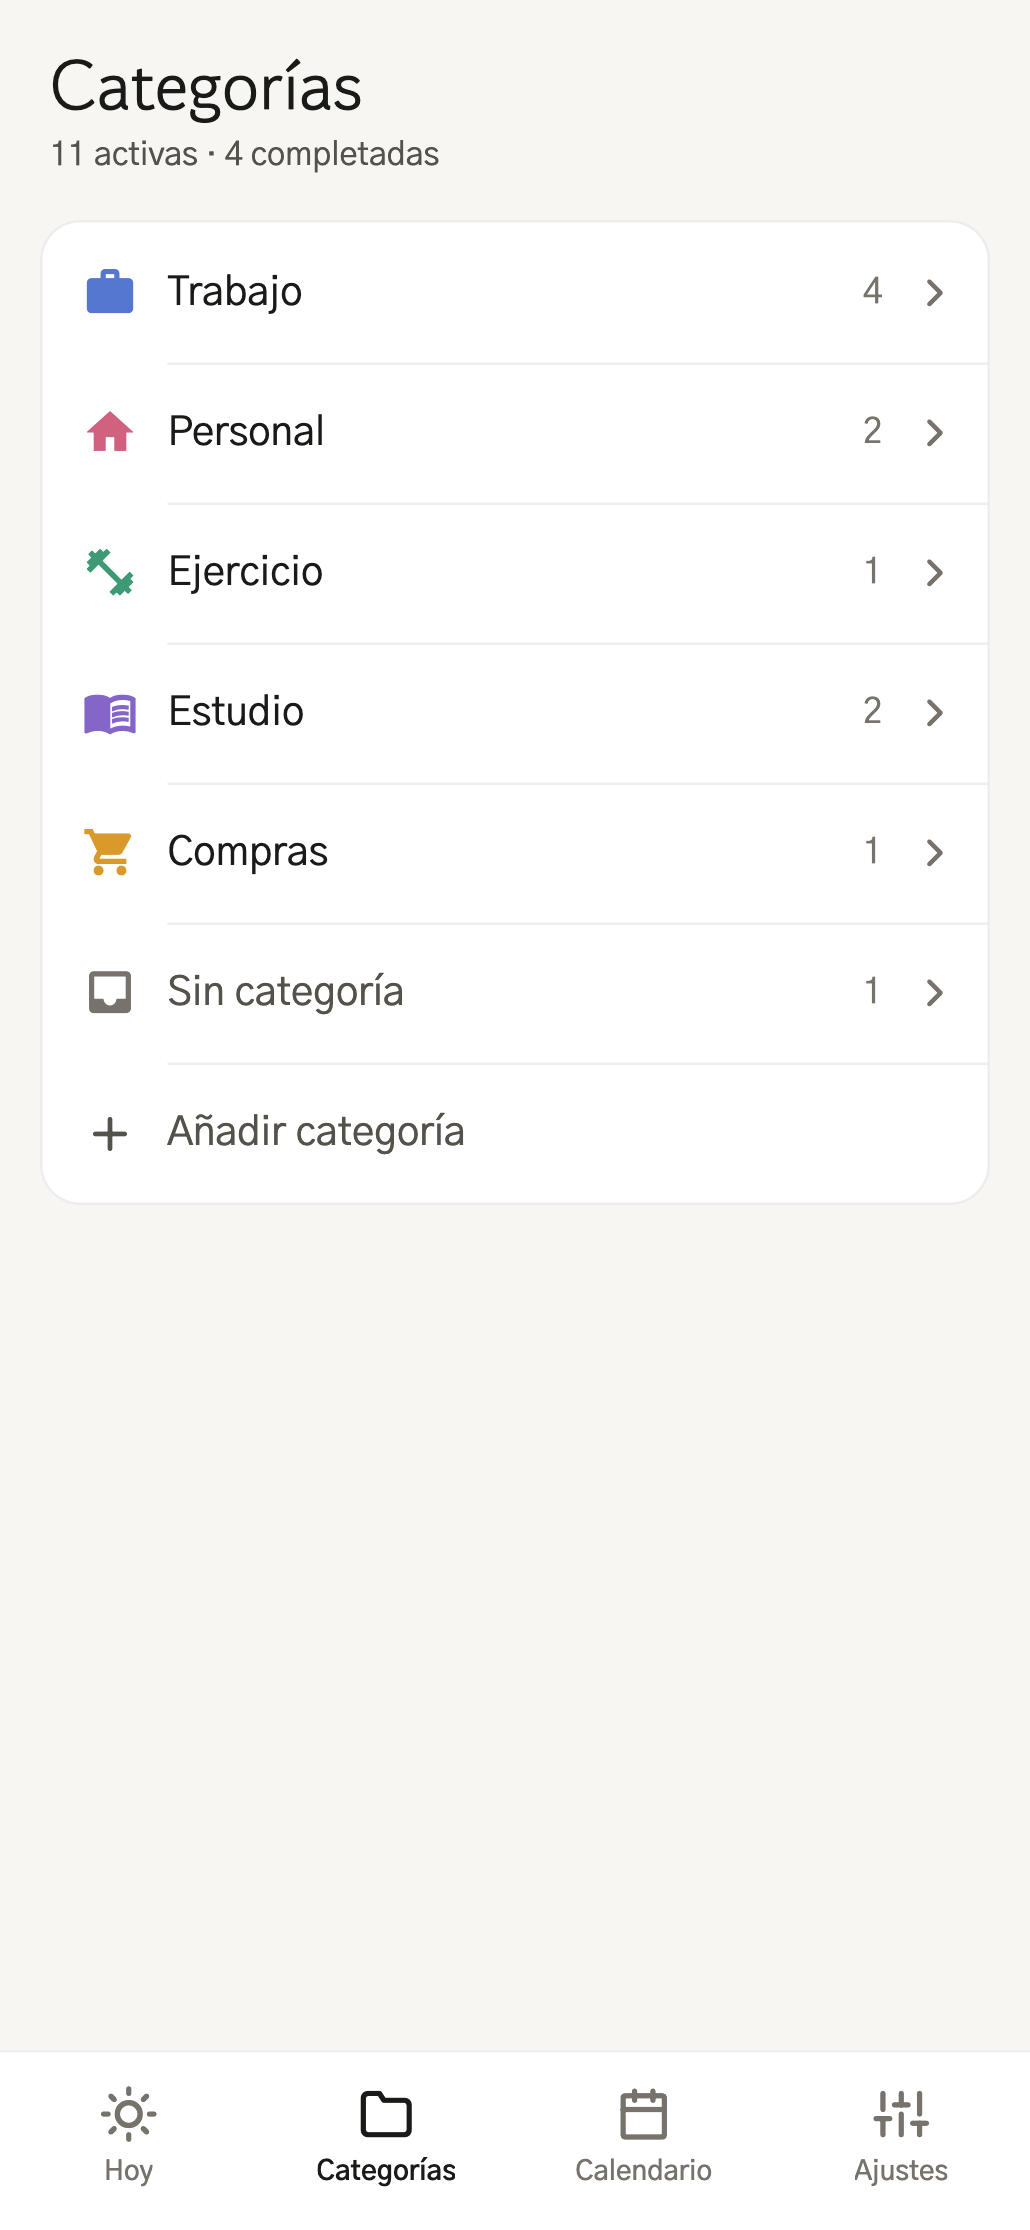 Categorías
11 activas · 4 completadas
Trabajo 4
Personal 2
Ejercicio 1
Estudio 2
Compras 1
Sin categoría 1
Añadir categoría
Hoy Categorías Calendario Ajustes